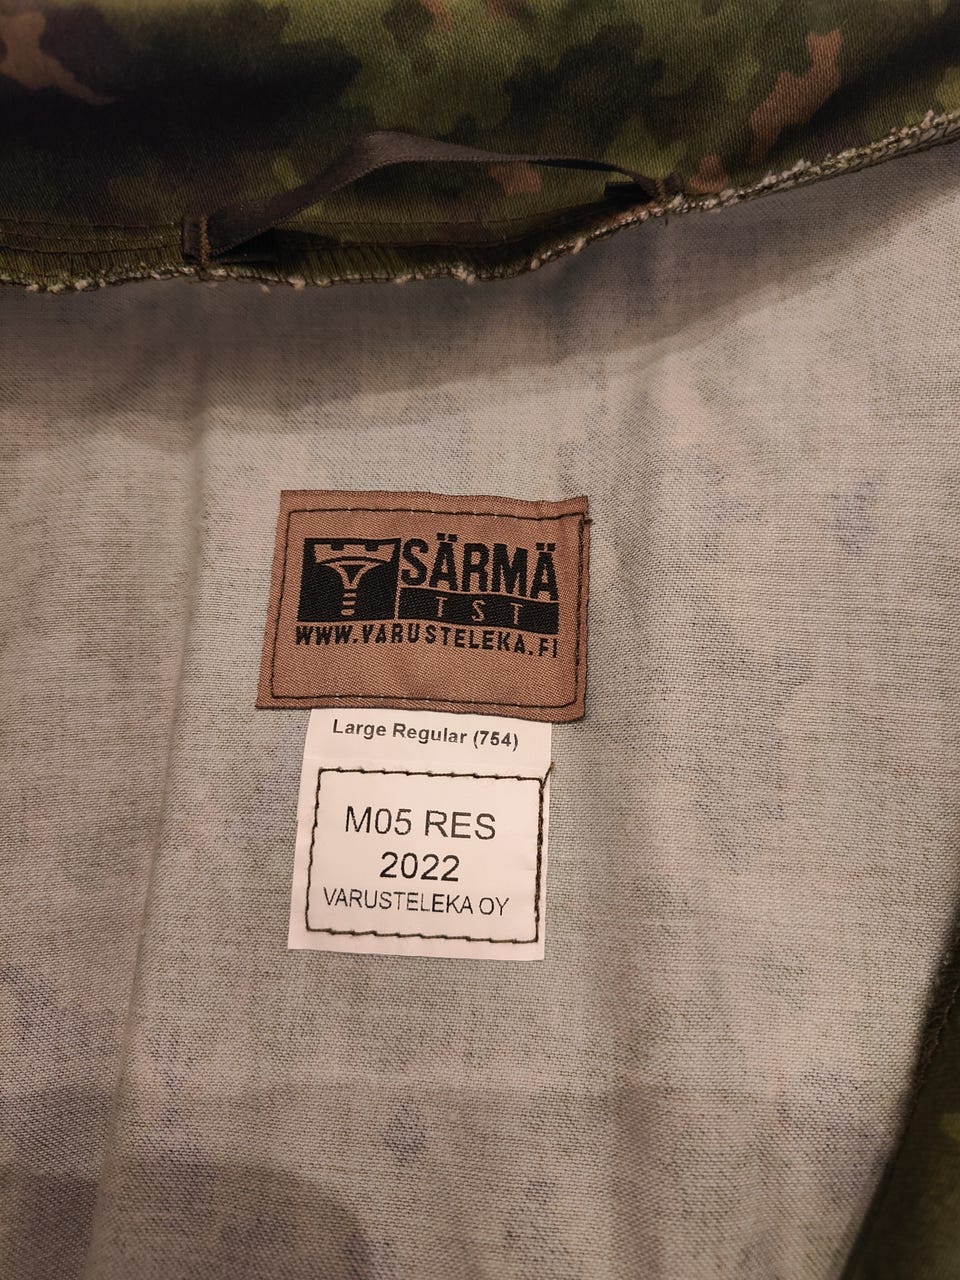 SÄRMÄ
TST
WWW.VARUSTELEKA.FI
Large Regular (754)
M05 RES
2022
VARUSTELEKA OY